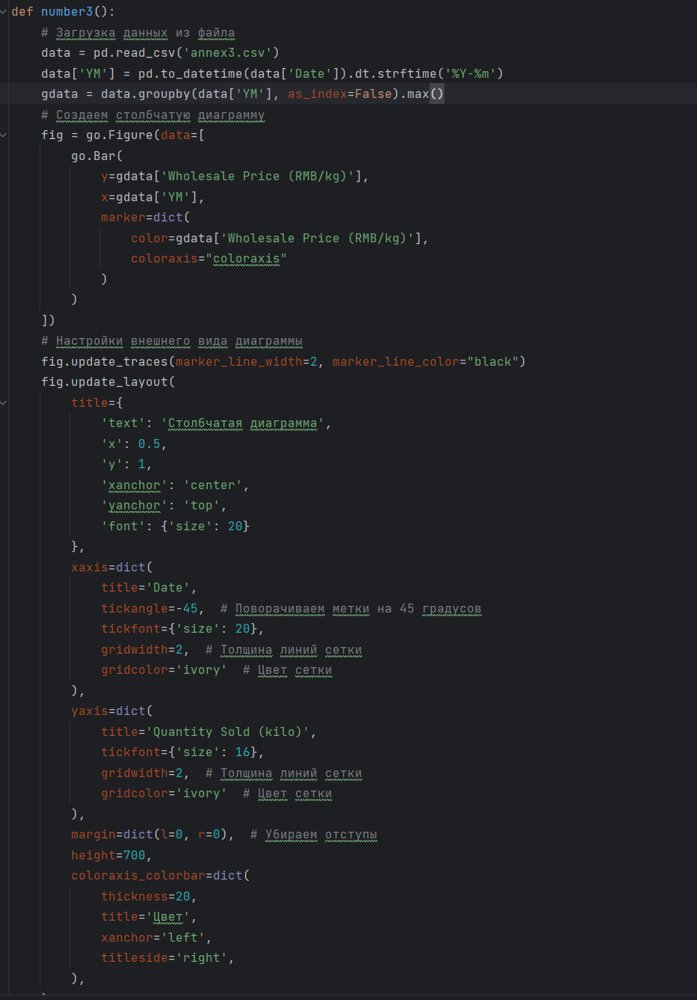 def number3():
    # Загрузка данных из файла
    data = pd.read_csv('annex3.csv')
    data['YM'] = pd.to_datetime(data['Date']).dt.strftime('%Y-%m')
    gdata = data.groupby(data['YM'], as_index=False).max()
    # Создаем столбчатую диаграмму
    fig = go.Figure(data=[
        go.Bar(
            y=gdata['Wholesale Price (RMB/kg)'],
            x=gdata['YM'],
            marker=dict(
                color=gdata['Wholesale Price (RMB/kg)'],
                coloraxis="coloraxis"
            )
        )
    ])
    # Настройки внешнего вида диаграммы
    fig.update_traces(marker_line_width=2, marker_line_color="black")
    fig.update_layout(
        title={
            'text': 'Столбчатая диаграмма',
            'x': 0.5,
            'y': 1,
            'xanchor': 'center',
            'yanchor': 'top',
            'font': {'size': 20}
        },
        xaxis=dict(
            title='Date',
            tickangle=-45,  # Поворачиваем метки на 45 градусов
            tickfont={'size': 20},
            gridwidth=2,  # Толщина линий сетки
            gridcolor='ivory'  # Цвет сетки
        ),
        yaxis=dict(
            title='Quantity Sold (kilo)',
            tickfont={'size': 16},
            gridwidth=2,  # Толщина линий сетки
            gridcolor='ivory'  # Цвет сетки
        ),
        margin=dict(l=0, r=0),  # Убираем отступы
        height=700,
        coloraxis_colorbar=dict(
            thickness=20,
            title='Цвет',
            xanchor='left',
            titleside='right',
        ),